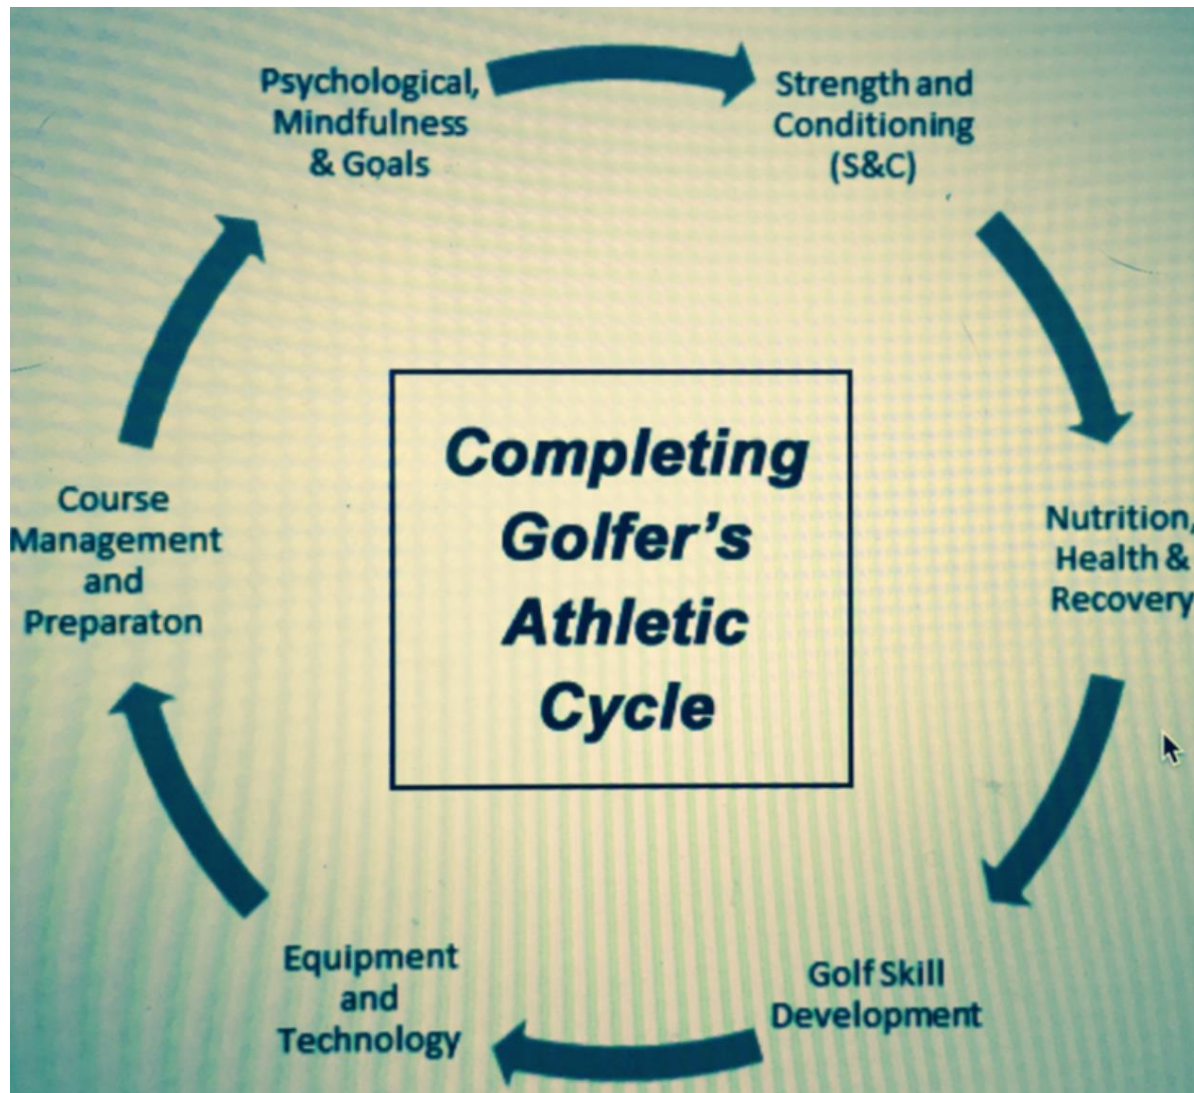 Psychological,
Mindfulness
& Goals
Strength and
Conditioning
(S&C)
Nutrition,
Health &
Recovery
Golf Skill
Development
Equipment
and
Technology
Course
Management
and
Preparaton
Completing
Golfer’s
Athletic
Cycle